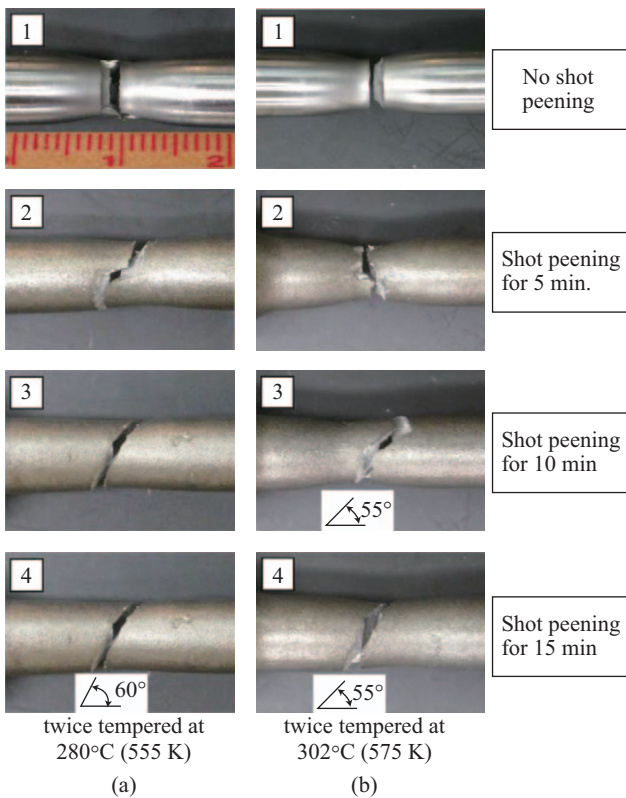 1
1
No shot
peening
1
2
2
2
Shot peening
for 5 min.
3
3
Shot peening
for 10 min
55°
4
4
Shot peening
for 15 min
60°
55°
twice tempered at
280°C (555 K)
twice tempered at
302°C (575 K)
(a)
(b)